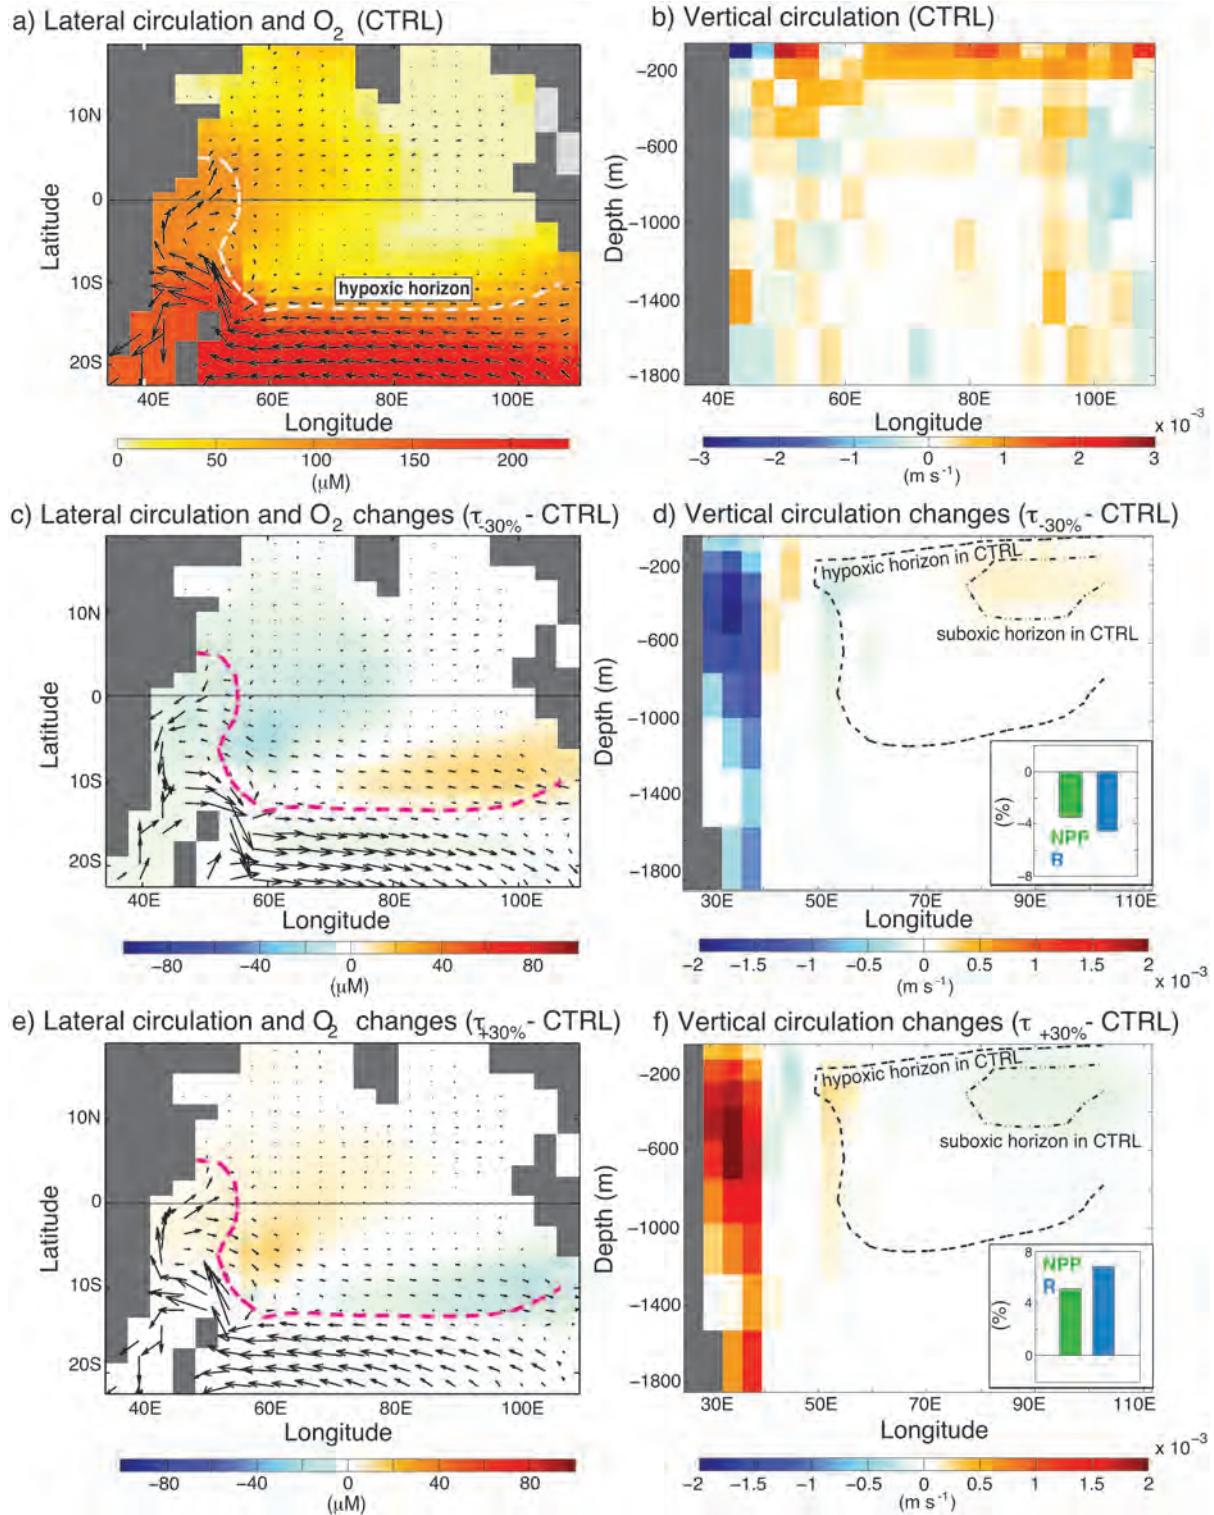 a) Lateral circulation and O2 (CTRL)
b) Vertical circulation (CTRL)
10N
0
10S
20S
Latitude
hypoxic horizon
40E 60E 80E 100E
Longitude
0 50 100 150 200
(µM)
−200
−600
−1000
−1400
−1800
Depth (m)
40E 60E 80E 100E
Longitude
x 10−3
−3 −2 −1 0 1 2 3
(m s−1)
c) Lateral circulation and O2 changes (τ-30% - CTRL)
d) Vertical circulation changes (τ-30% - CTRL)
10N
0
10S
20S
Latitude
40E 60E 80E 100E
Longitude
−80 −40 0 40 80
(µM)
−200
−600
−1000
−1400
−1800
Depth (m)
hypoxic horizon in CTRL
suboxic horizon in CTRL
0
−4
−8
(%)
NPP
R
30E 50E 70E 90E 110E
Longitude
x 10−3
−2 −1.5 −1 −0.5 0 0.5 1 1.5 2
(m s−1)
e) Lateral circulation and O2 changes (τ+30% - CTRL)
f) Vertical circulation changes (τ +30% - CTRL)
10N
0
10S
20S
Latitude
40E 60E 80E 100E
Longitude
−80 −40 0 40 80
(µM)
−200
−600
−1000
−1400
−1800
Depth (m)
hypoxic horizon in CTRL
suboxic horizon in CTRL
8
4
0
(%)
NPP
R
30E 50E 70E 90E 110E
Longitude
x 10−3
−2 −1.5 −1 −0.5 0 0.5 1 1.5 2
(m s−1)